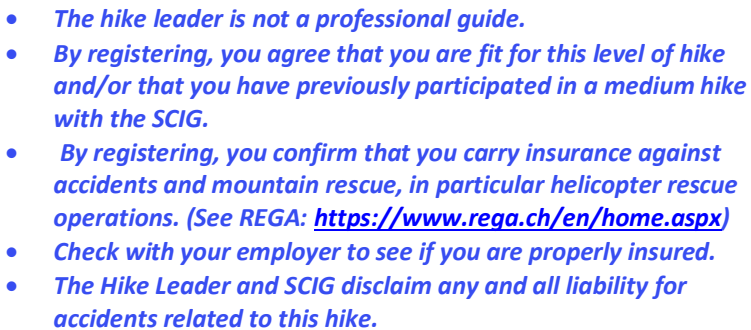 • The hike leader is not a professional guide.
• By registering, you agree that you are fit for this level of hike
and/or that you have previously participated in a medium hike
with the SCIG.
• By registering, you confirm that you carry insurance against
accidents and mountain rescue, in particular helicopter rescue
operations. (See REGA: https://www.rega.ch/en/home.aspx)
• Check with your employer to see if you are properly insured.
• The Hike Leader and SCIG disclaim any and all liability for
accidents related to this hike.